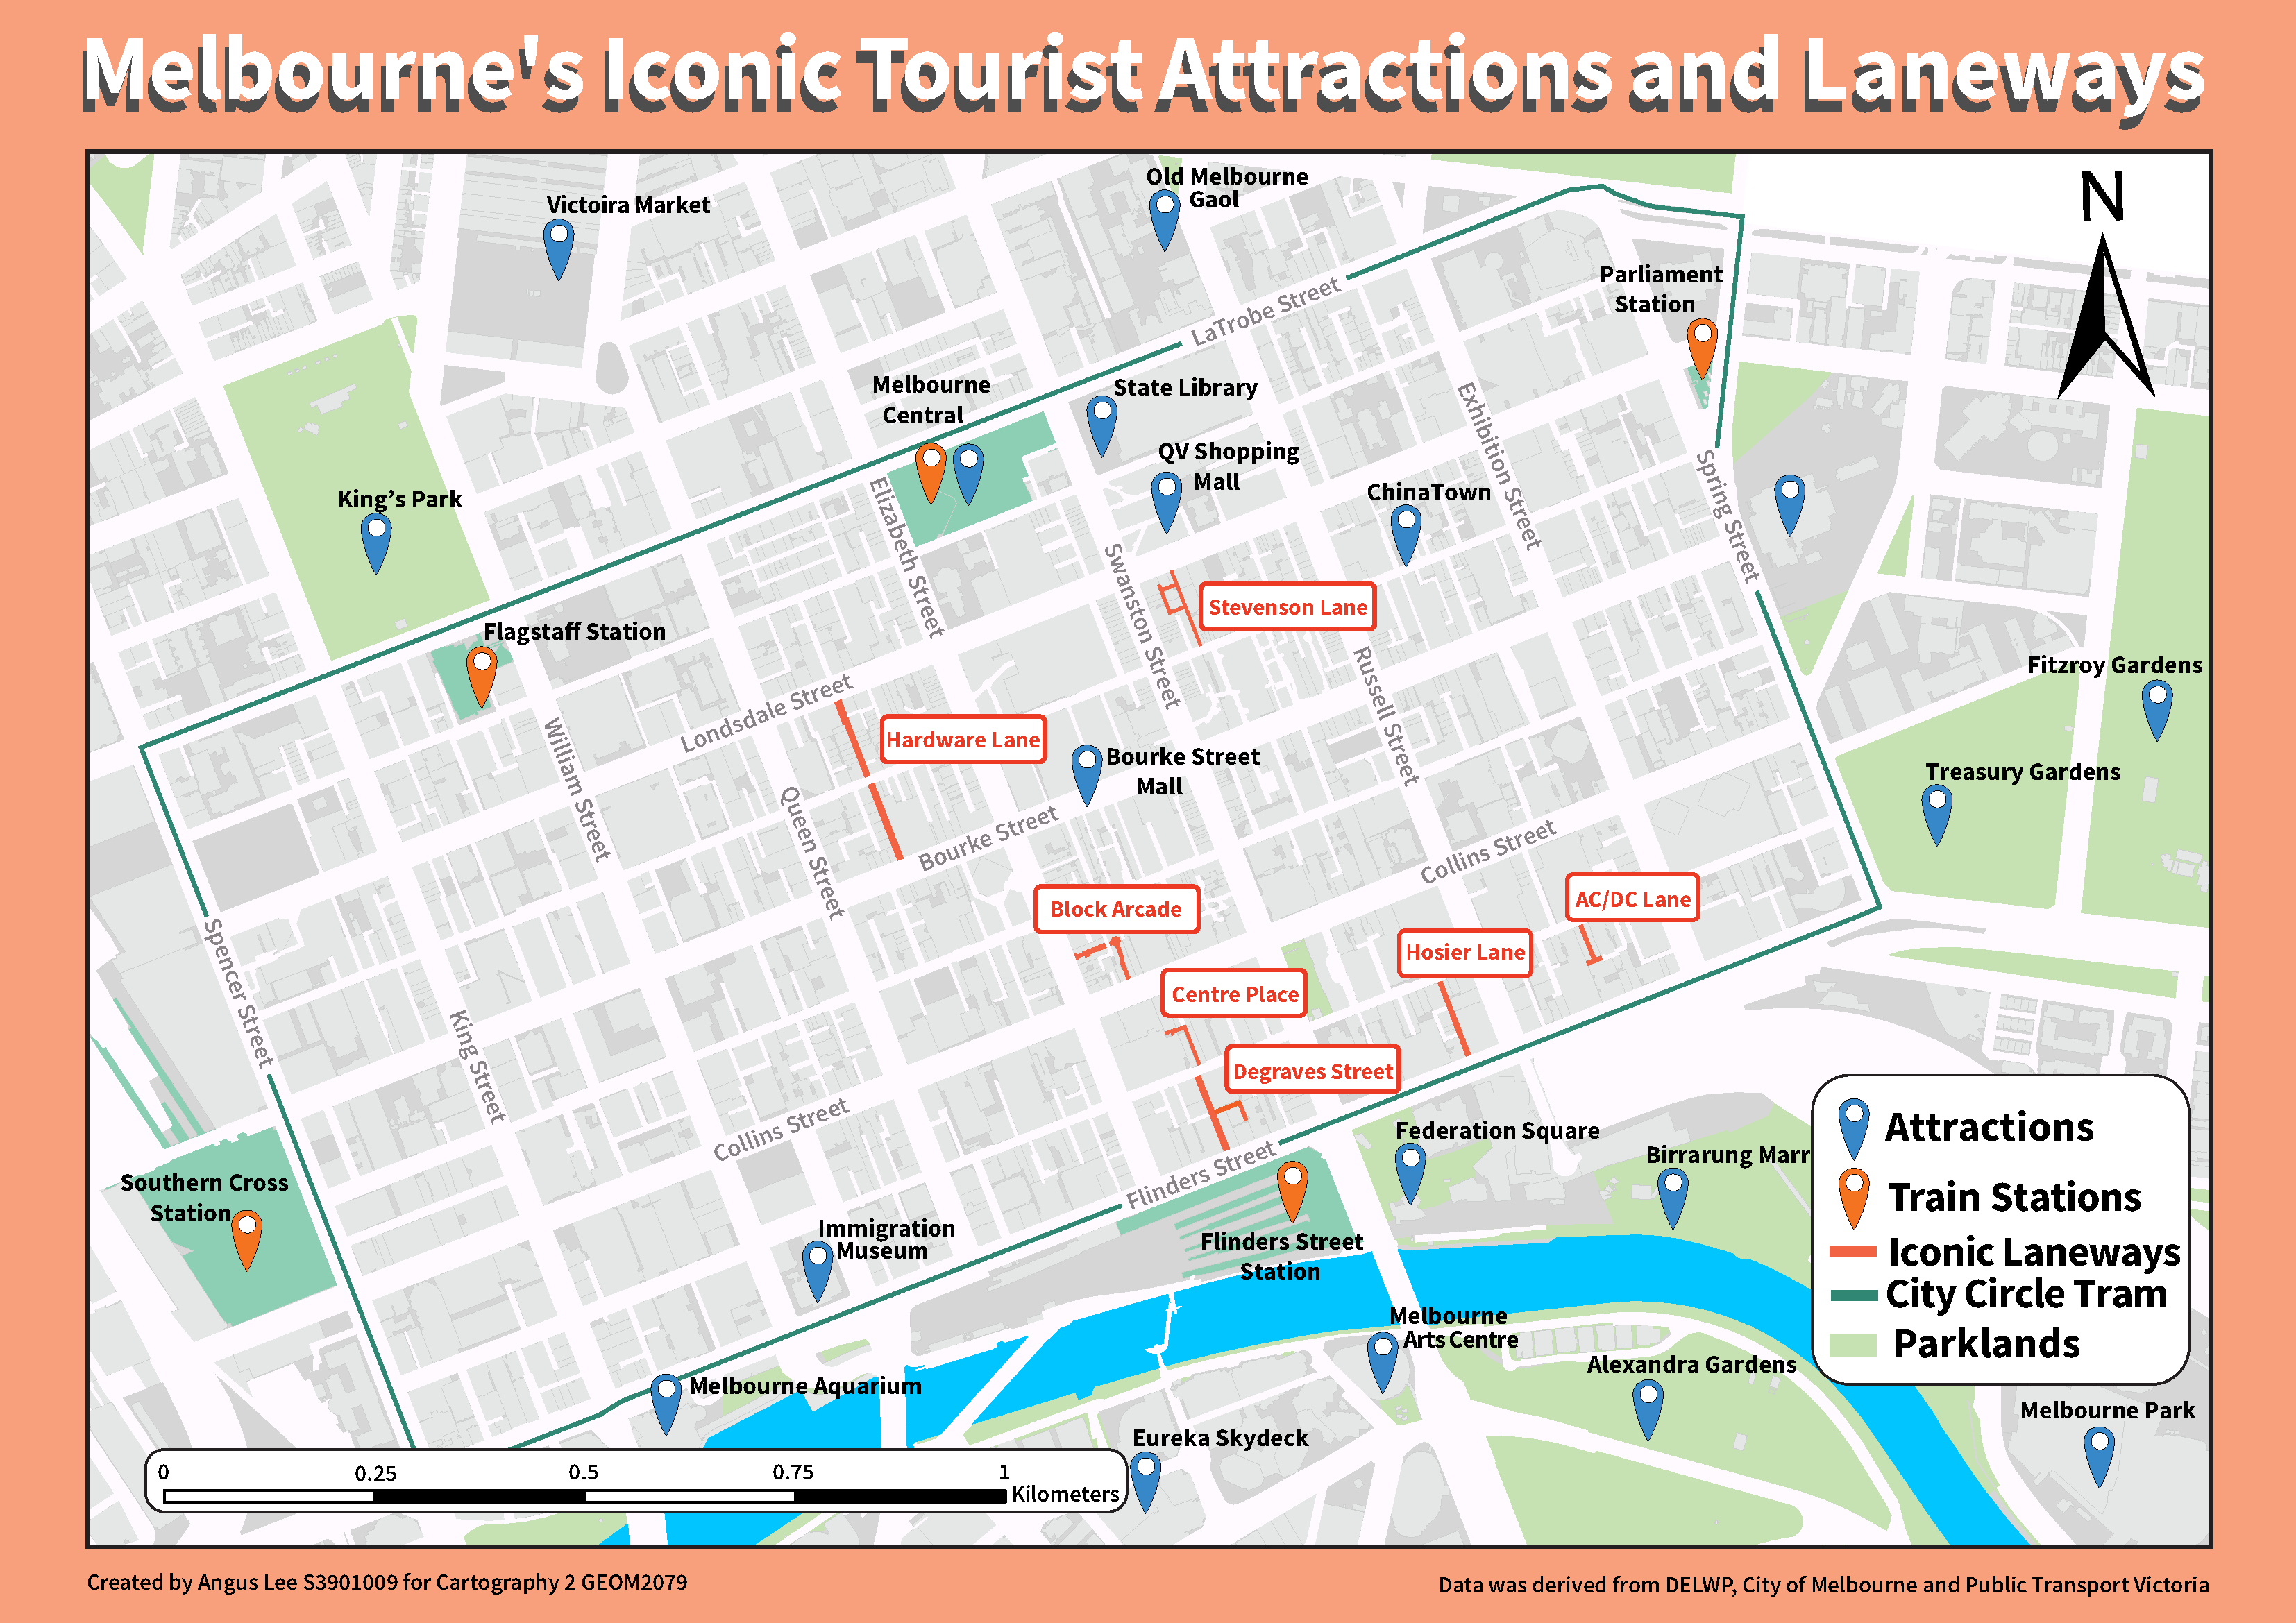 Melbourne's Iconic Tourist Attractions and Laneways
Old Melbourne
Gaol
Victoira Market
N
Parliament
Station
LaTrobe Street
Melbourne
Central
State Library
QV Shopping
Mall
Exhibition Street
ChinaTown
King's Park
Elizabeth Street
Spring Street
Swanston Street
Stevenson Lane
Flagstaff Station
Russell Street
Fitzroy Gardens
Londsdale Street
William Street
Hardware Lane
Bourke Street
Mall
Treasury Gardens
Queen Street
Bourke Street
Collins Street
Block Arcade
AC/DC Lane
Spencer Street
Hosier Lane
Centre Place
King Street
Degraves Street
Collins Street
Flinders Street
Federation Square
Birrarung Marr
Southern Cross
Station
Immigration
Museum
Flinders Street
Station
Melbourne
Arts Centre
Alexandra Gardens
Melbourne Aquarium
Eureka Skydeck
Melbourne Park
Attractions
Train Stations
Iconic Laneways
City Circle Tram
Parklands
0 0.25 0.5 0.75 1
Kilometers
Created by Angus Lee S3901009 for Cartography 2 GEOM2079
Data was derived from DELWP, City of Melbourne and Public Transport Victoria